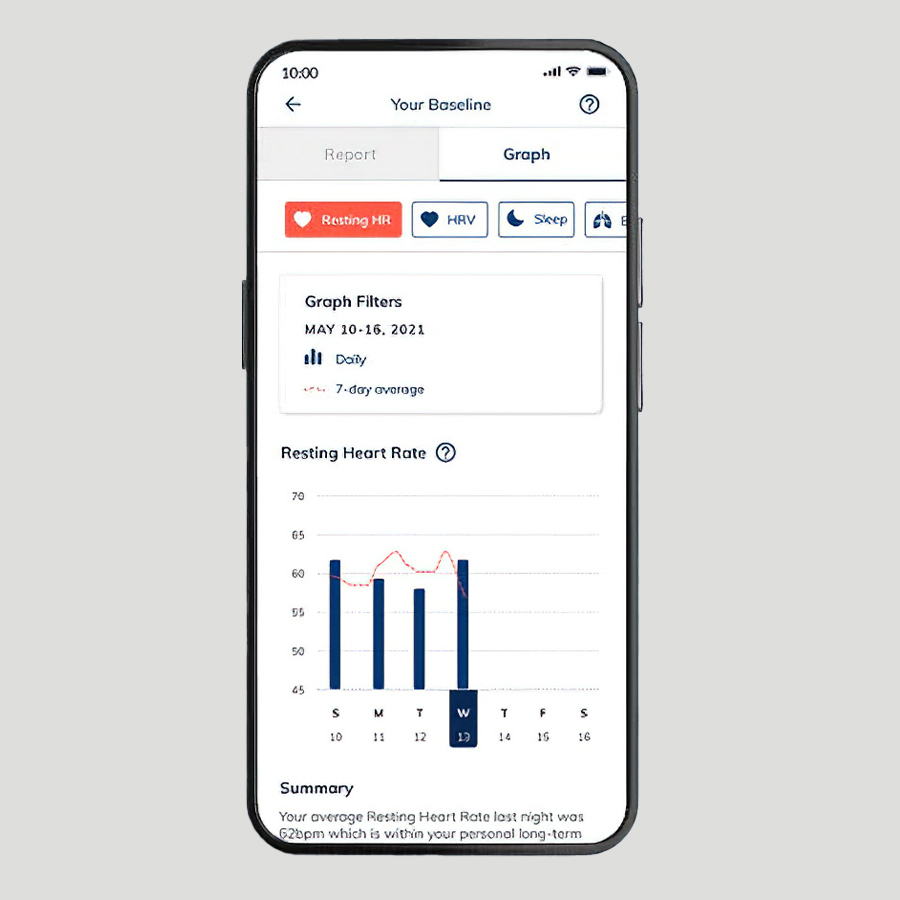 10:00
Your Baseline
Report Graph
Resting HR HRV Sleep
Graph Filters
MAY 10-16, 2021
Daily
7-day average
Resting Heart Rate
70
65
60
55
50
45
S M T W T F S
10 11 12 13 14 15 16
Summary
Your average Resting Heart Rate last night was
62bpm which is within your personal long-term